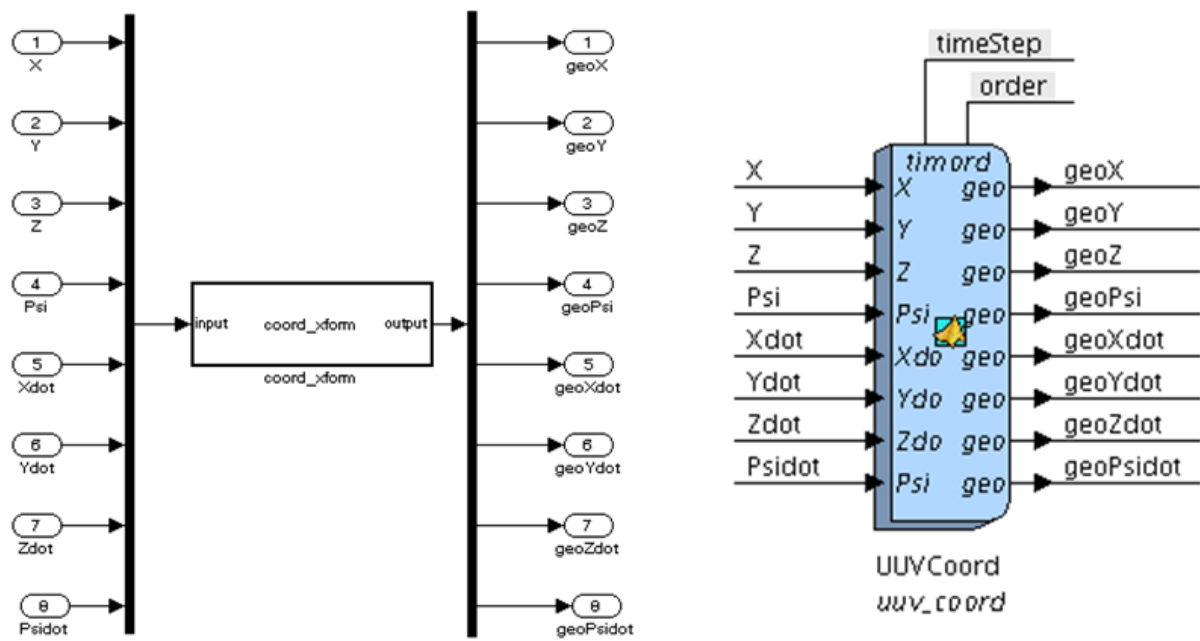 1
X
2
Y
3
Z
4
Psi
5
Xdot
6
Ydot
7
Zdot
8
Psidot
input coord_xform output
coord_xform
1
geoX
2
geoY
3
geoZ
4
geoPsi
5
geoXdot
6
geoYdot
7
geoZdot
8
geoPsidot
timeStep
order
timord
X X geo geoX
Y Y geo geoY
Z Z geo geoZ
Psi Psi geo geoPsi
Xdot Xdo geo geoXdot
Ydot Ydo geo geoYdot
Zdot Zdo geo geoZdot
Psidot Psi geo geoPsidot
UUVCoord
uuv_coord